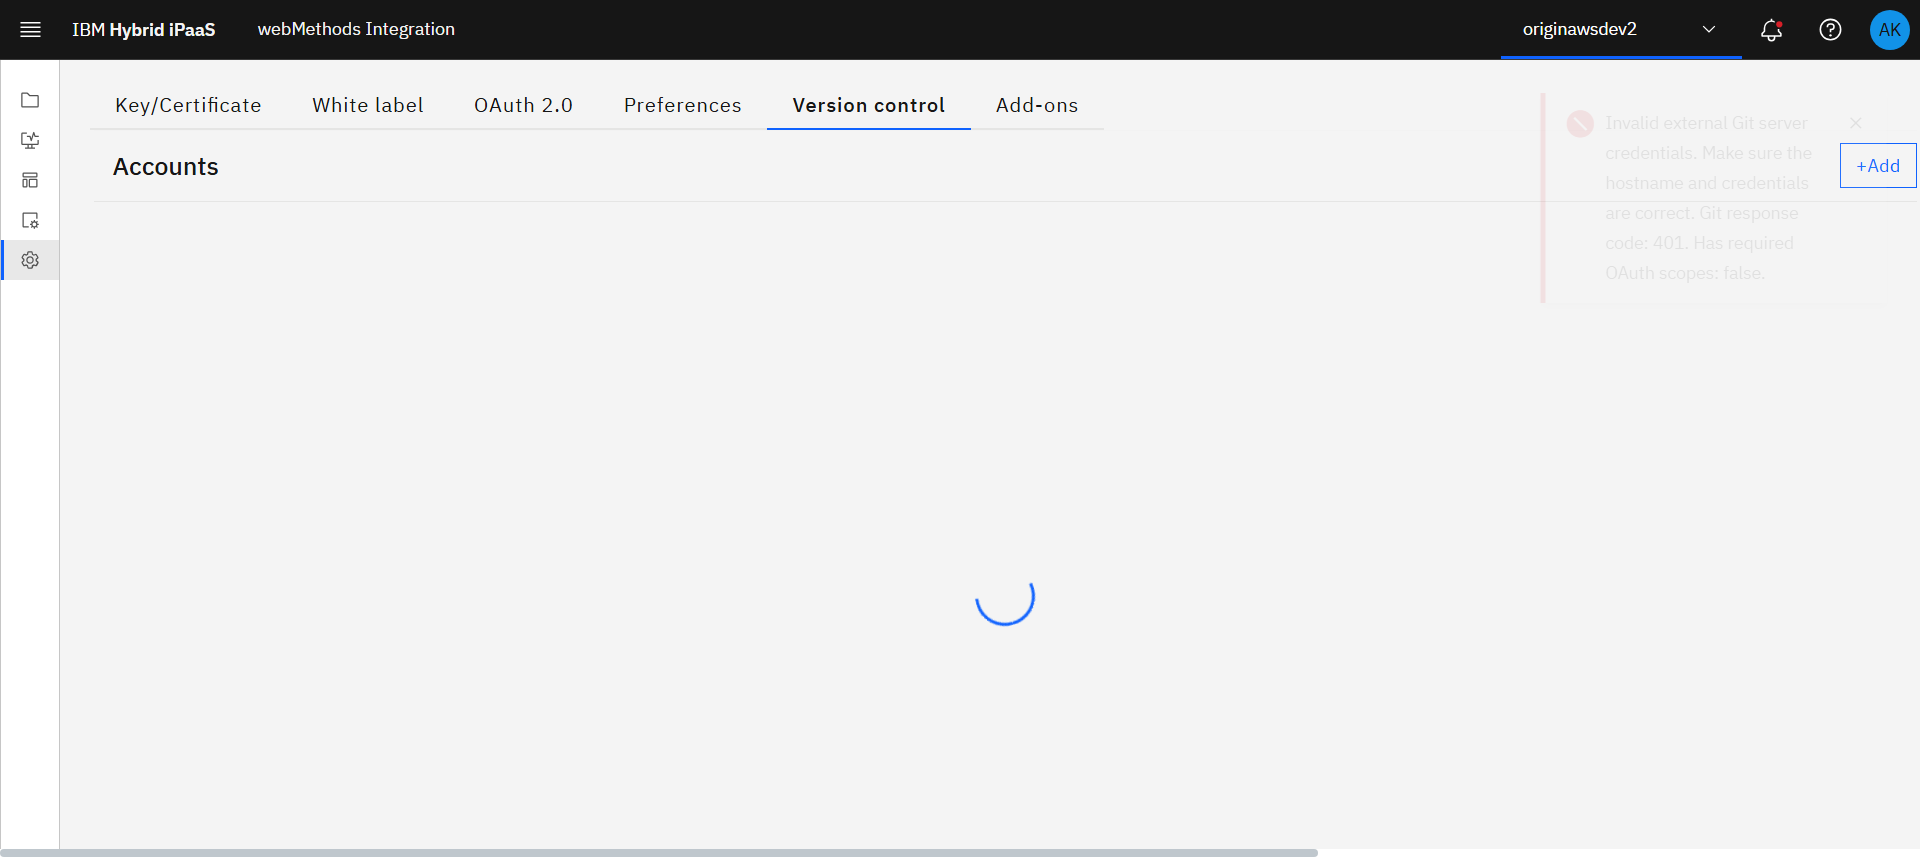 IBM Hybrid iPaaS
webMethods Integration
originawsdev2
AK
Key/Certificate
White label
OAuth 2.0
Preferences
Version control
Add-ons
Accounts
+Add
Invalid external Git server
credentials. Make sure the
hostname and credentials
are correct. Git response
code: 401. Has required
OAuth scopes: false.